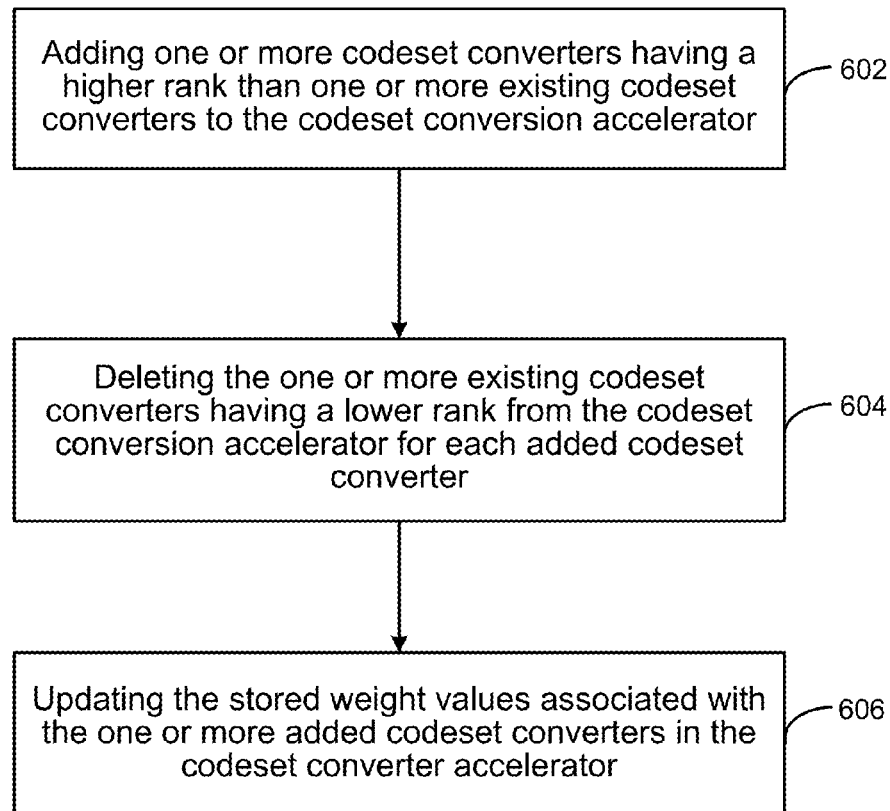 Adding one or more codeset converters having a
higher rank than one or more existing codeset
converters to the codeset conversion accelerator
602
Deleting the one or more existing codeset
converters having a lower rank from the codeset
conversion accelerator for each added codeset
converter
604
Updating the stored weight values associated with
the one or more added codeset converters in the
codeset converter accelerator
606